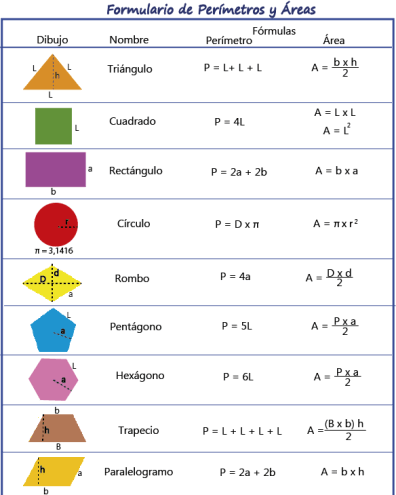 Formulario de Perímetros y Áreas
Fórmulas
Dibujo Nombre Perímetro Área
L L h L Triángulo P = L+ L + L A = b x h / 2
L Cuadrado P = 4L A = L x L
A = L²
a b Rectángulo P = 2a + 2b A = b x a
r Círculo P = D x π A = π x r²
π = 3,1416
D d a Rombo P = 4a A = D x d / 2
L a Pentágono P = 5L A = P x a / 2
L a Hexágono P = 6L A = P x a / 2
b h B Trapecio P = L + L + L + L A = (B x b) h / 2
h a b Paralelogramo P = 2a + 2b A = b x h